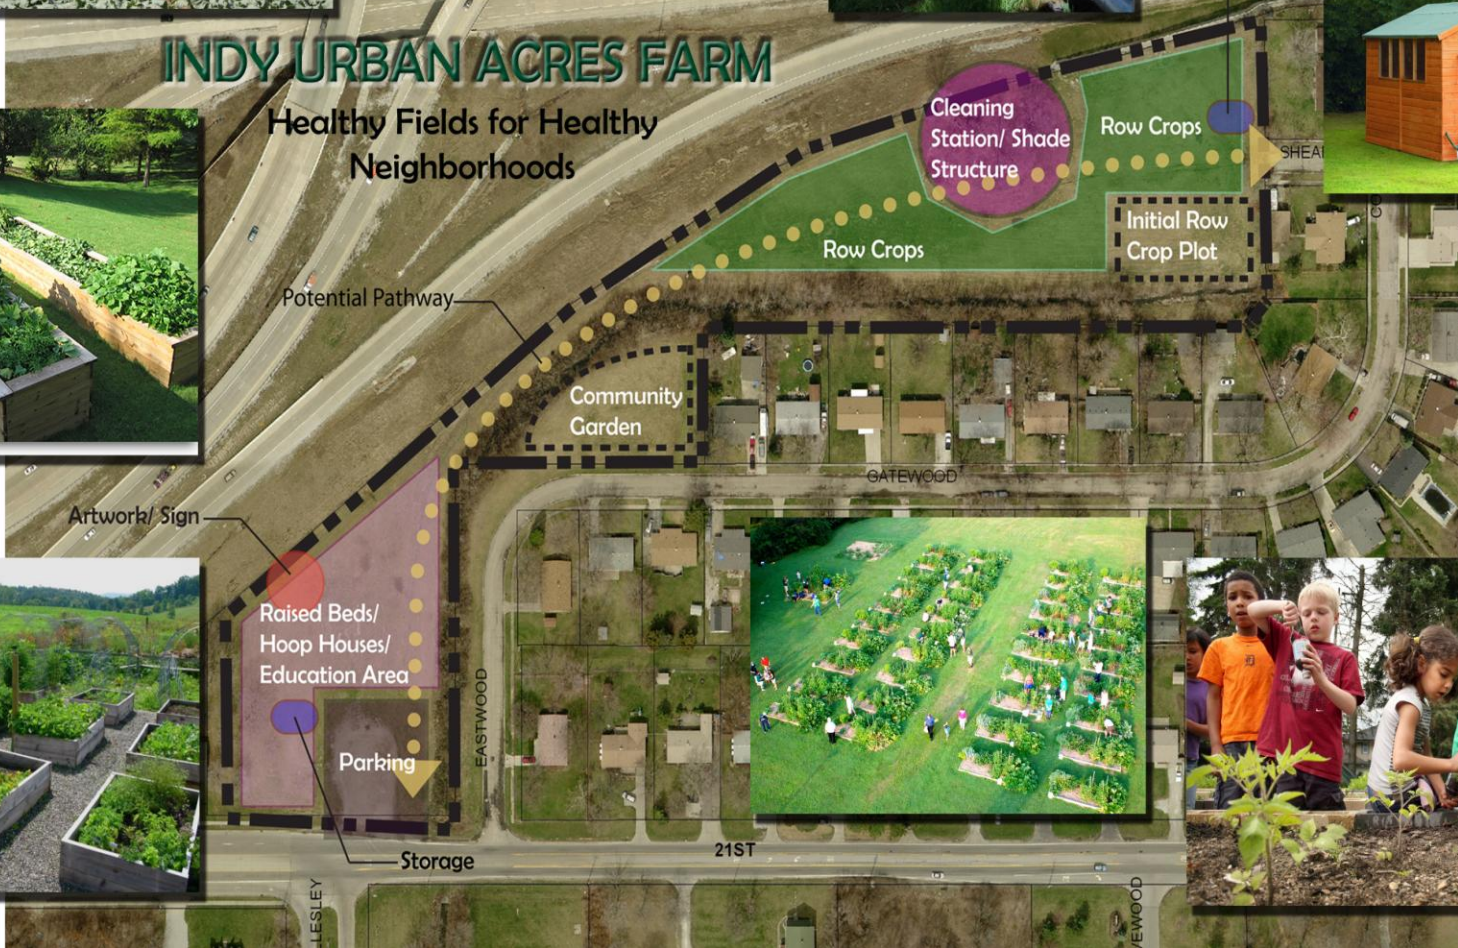 INDY URBAN ACRES FARM
Healthy Fields for Healthy
Neighborhoods
Cleaning
Station/ Shade
Structure
Row Crops
Initial Row
Crop Plot
Row Crops
Potential Pathway
Community
Garden
GATEWOOD
Artwork/ Sign
Raised Beds/
Hoop Houses/
Education Area
EASTWOOD
Parking
21ST
Storage